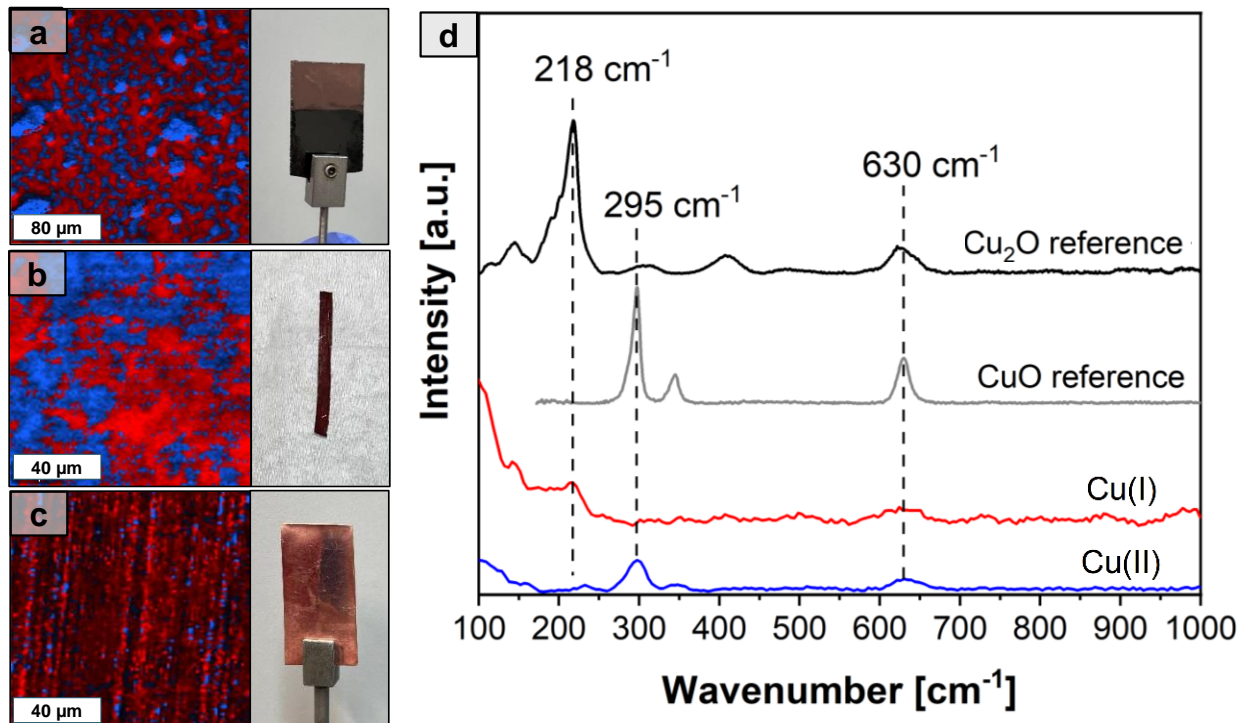 a
80 µm
b
40 µm
c
40 µm
d
218 cm⁻¹
295 cm⁻¹
630 cm⁻¹
Cu₂O reference
CuO reference
Cu(I)
Cu(II)
Intensity [a.u.]
100 200 300 400 500 600 700 800 900 1000
Wavenumber [cm⁻¹]